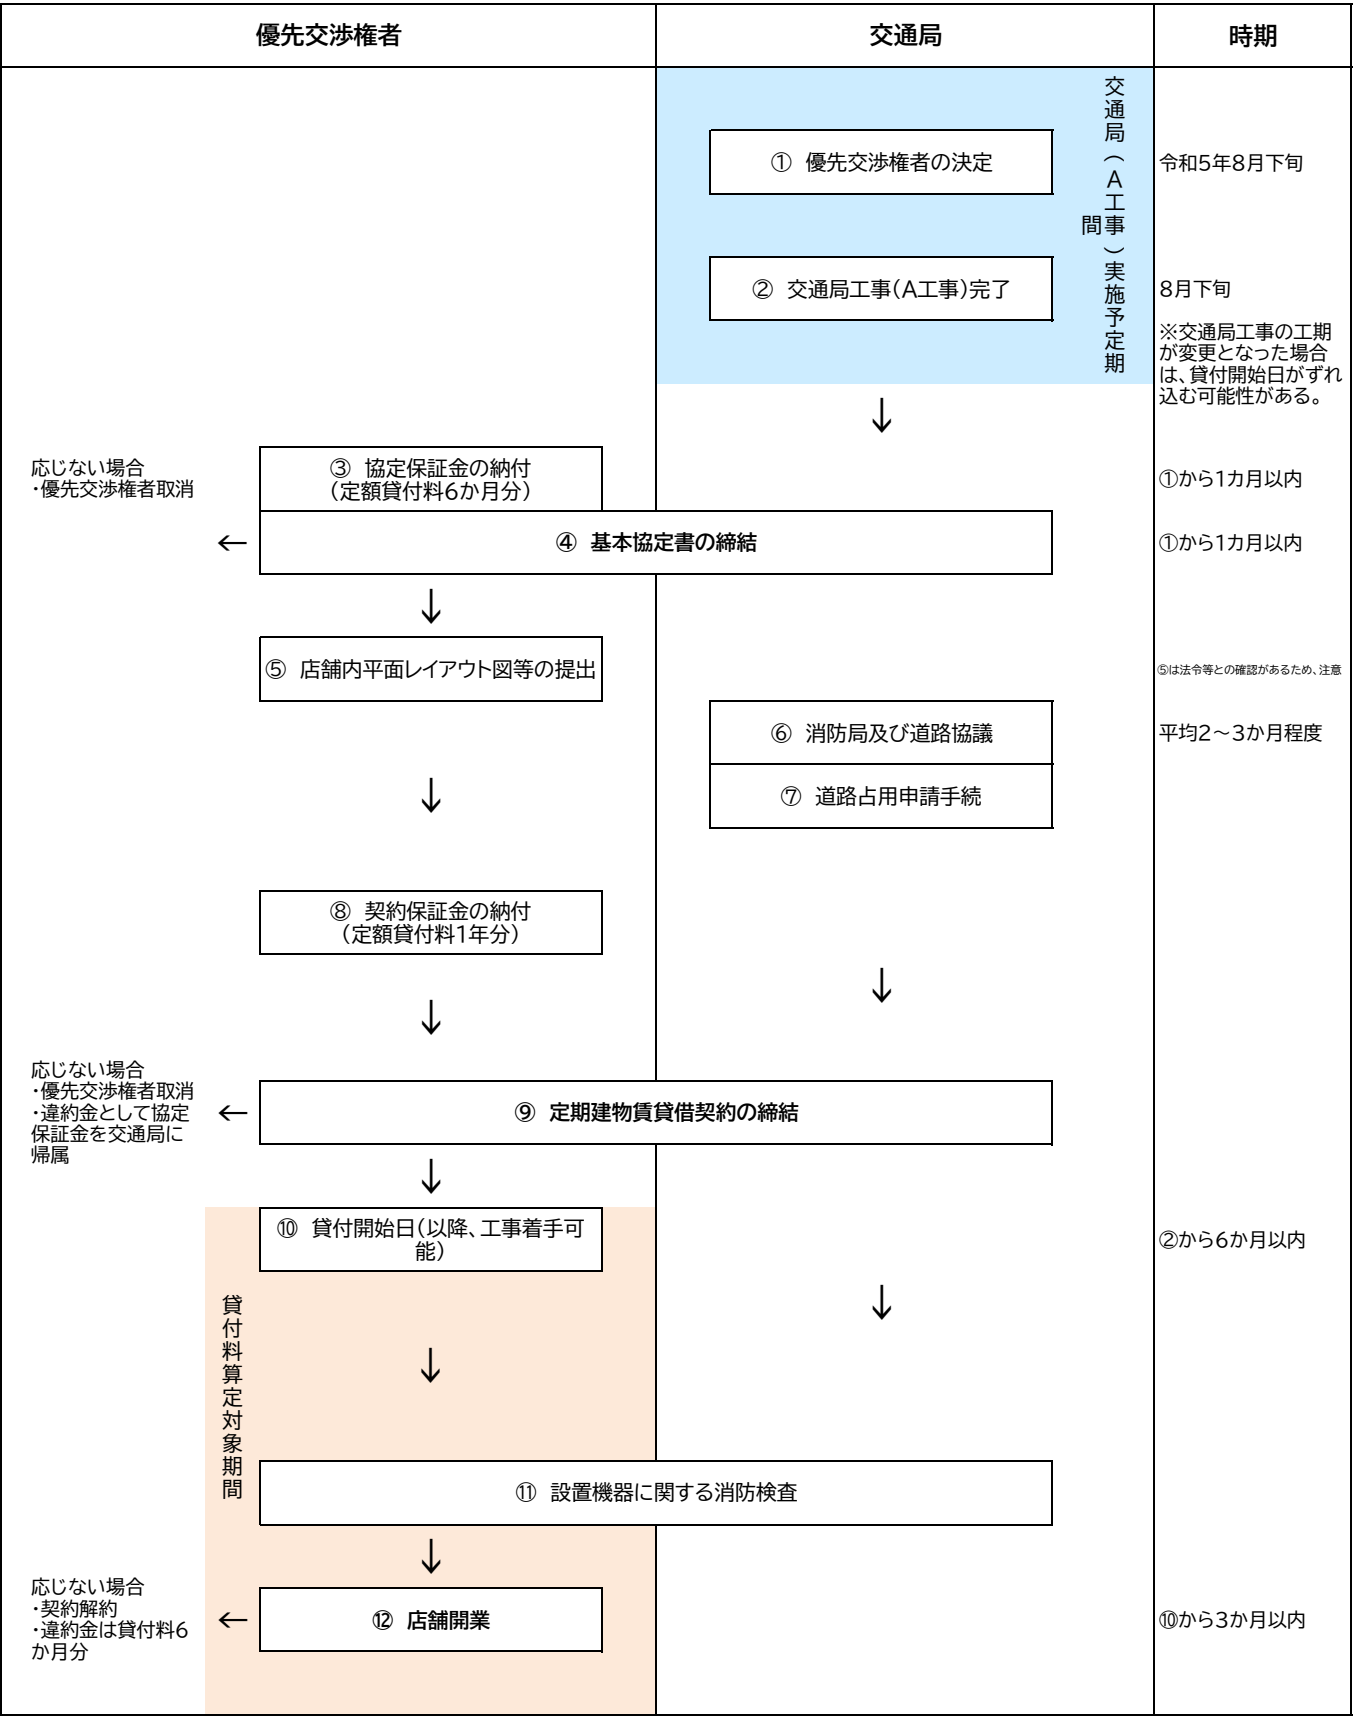 優先交渉権者
交通局
時期
交通局(A工事)実施予定期
間
① 優先交渉権者の決定
令和5年8月下旬
② 交通局工事(A工事)完了
8月下旬
※交通局工事の工期
が変更となった場合
は、貸付開始日がずれ
込む可能性がある。
↓
応じない場合
・優先交渉権者取消
③ 協定保証金の納付
(定額貸付料6か月分)
①から1カ月以内
←
④ 基本協定書の締結
①から1カ月以内
↓
⑤ 店舗内平面レイアウト図等の提出
⑤は法令等との確認があるため、注意
⑥ 消防局及び道路協議
平均2~3か月程度
↓
⑦ 道路占用申請手続
⑧ 契約保証金の納付
(定額貸付料1年分)
↓
↓
応じない場合
・優先交渉権者取消
・違約金として協定
保証金を交通局に
帰属
←
⑨ 定期建物賃貸借契約の締結
↓
⑩ 貸付開始日(以降、工事着手可
能)
②から6か月以内
貸付料算定対象期間
↓
↓
⑪ 設置機器に関する消防検査
↓
応じない場合
・契約解約
・違約金は貸付料6
か月分
←
⑫ 店舗開業
⑩から3か月以内